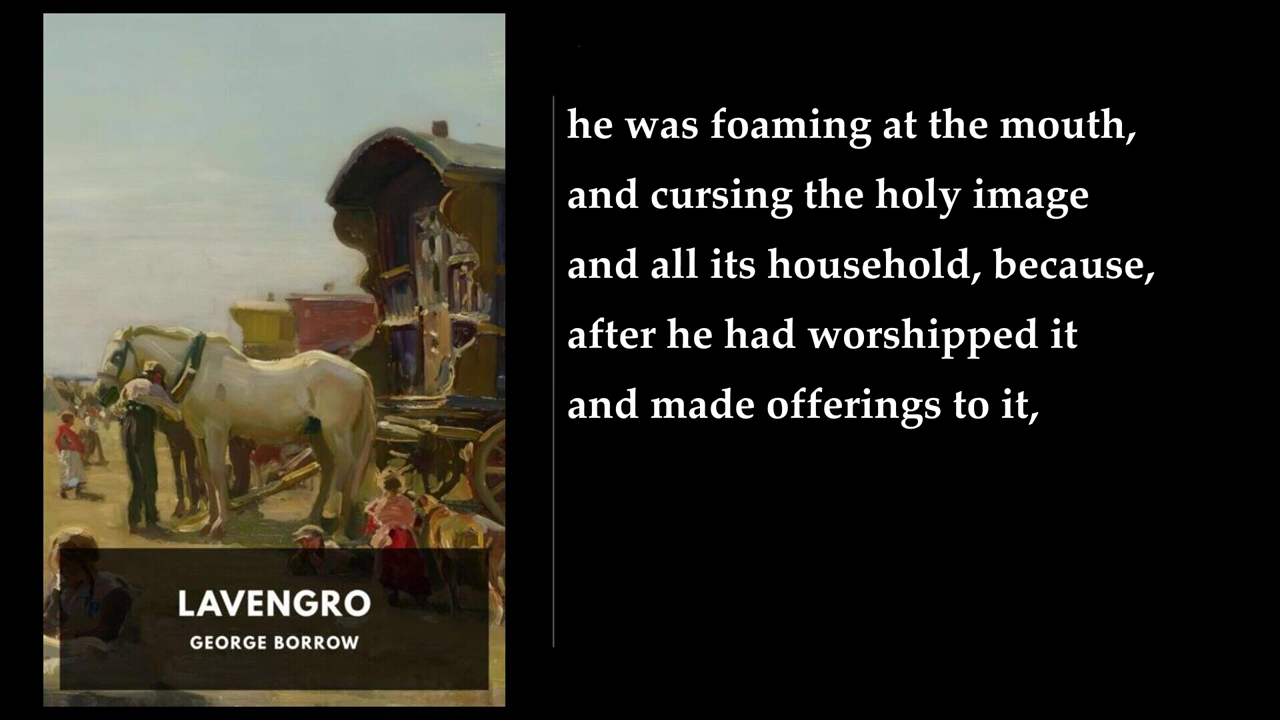 he was foaming at the mouth,
and cursing the holy image
and all its household, because,
after he had worshipped it
and made offerings to it,
LAVENGRO
GEORGE BORROW